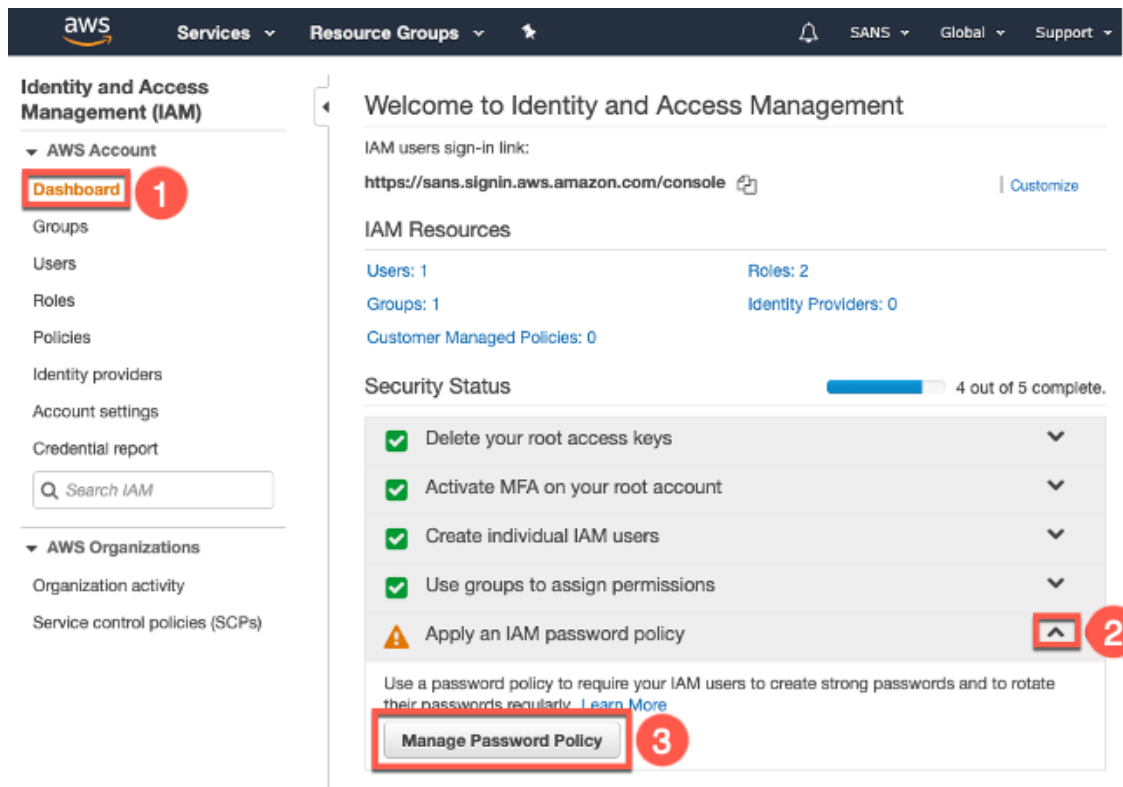 aws Services Resource Groups SANS Global Support
Identity and Access
Management (IAM)
AWS Account
Dashboard 1
Groups
Users
Roles
Policies
Identity providers
Account settings
Credential report
Search IAM
AWS Organizations
Organization activity
Service control policies (SCPs)
Welcome to Identity and Access Management
IAM users sign-in link:
https://sans.signin.aws.amazon.com/console Customize
IAM Resources
Users: 1 Roles: 2
Groups: 1 Identity Providers: 0
Customer Managed Policies: 0
Security Status 4 out of 5 complete.
Delete your root access keys
Activate MFA on your root account
Create individual IAM users
Use groups to assign permissions
Apply an IAM password policy 2
Use a password policy to require your IAM users to create strong passwords and to rotate
their passwords regularly. Learn More
Manage Password Policy 3